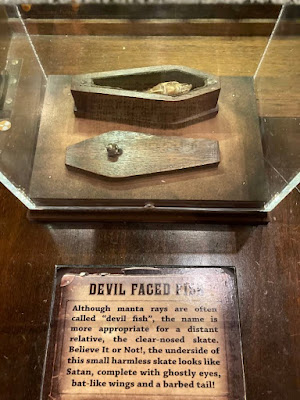 DEVIL FACED FISH
Although manta rays are often
called "devil fish", the name is
more appropriate for a distant
relative, the clear-nosed skate.
Believe It or Not!, the underside of
this small harmless skate looks like
Satan, complete with ghostly eyes,
bat-like wings and a barbed tail!